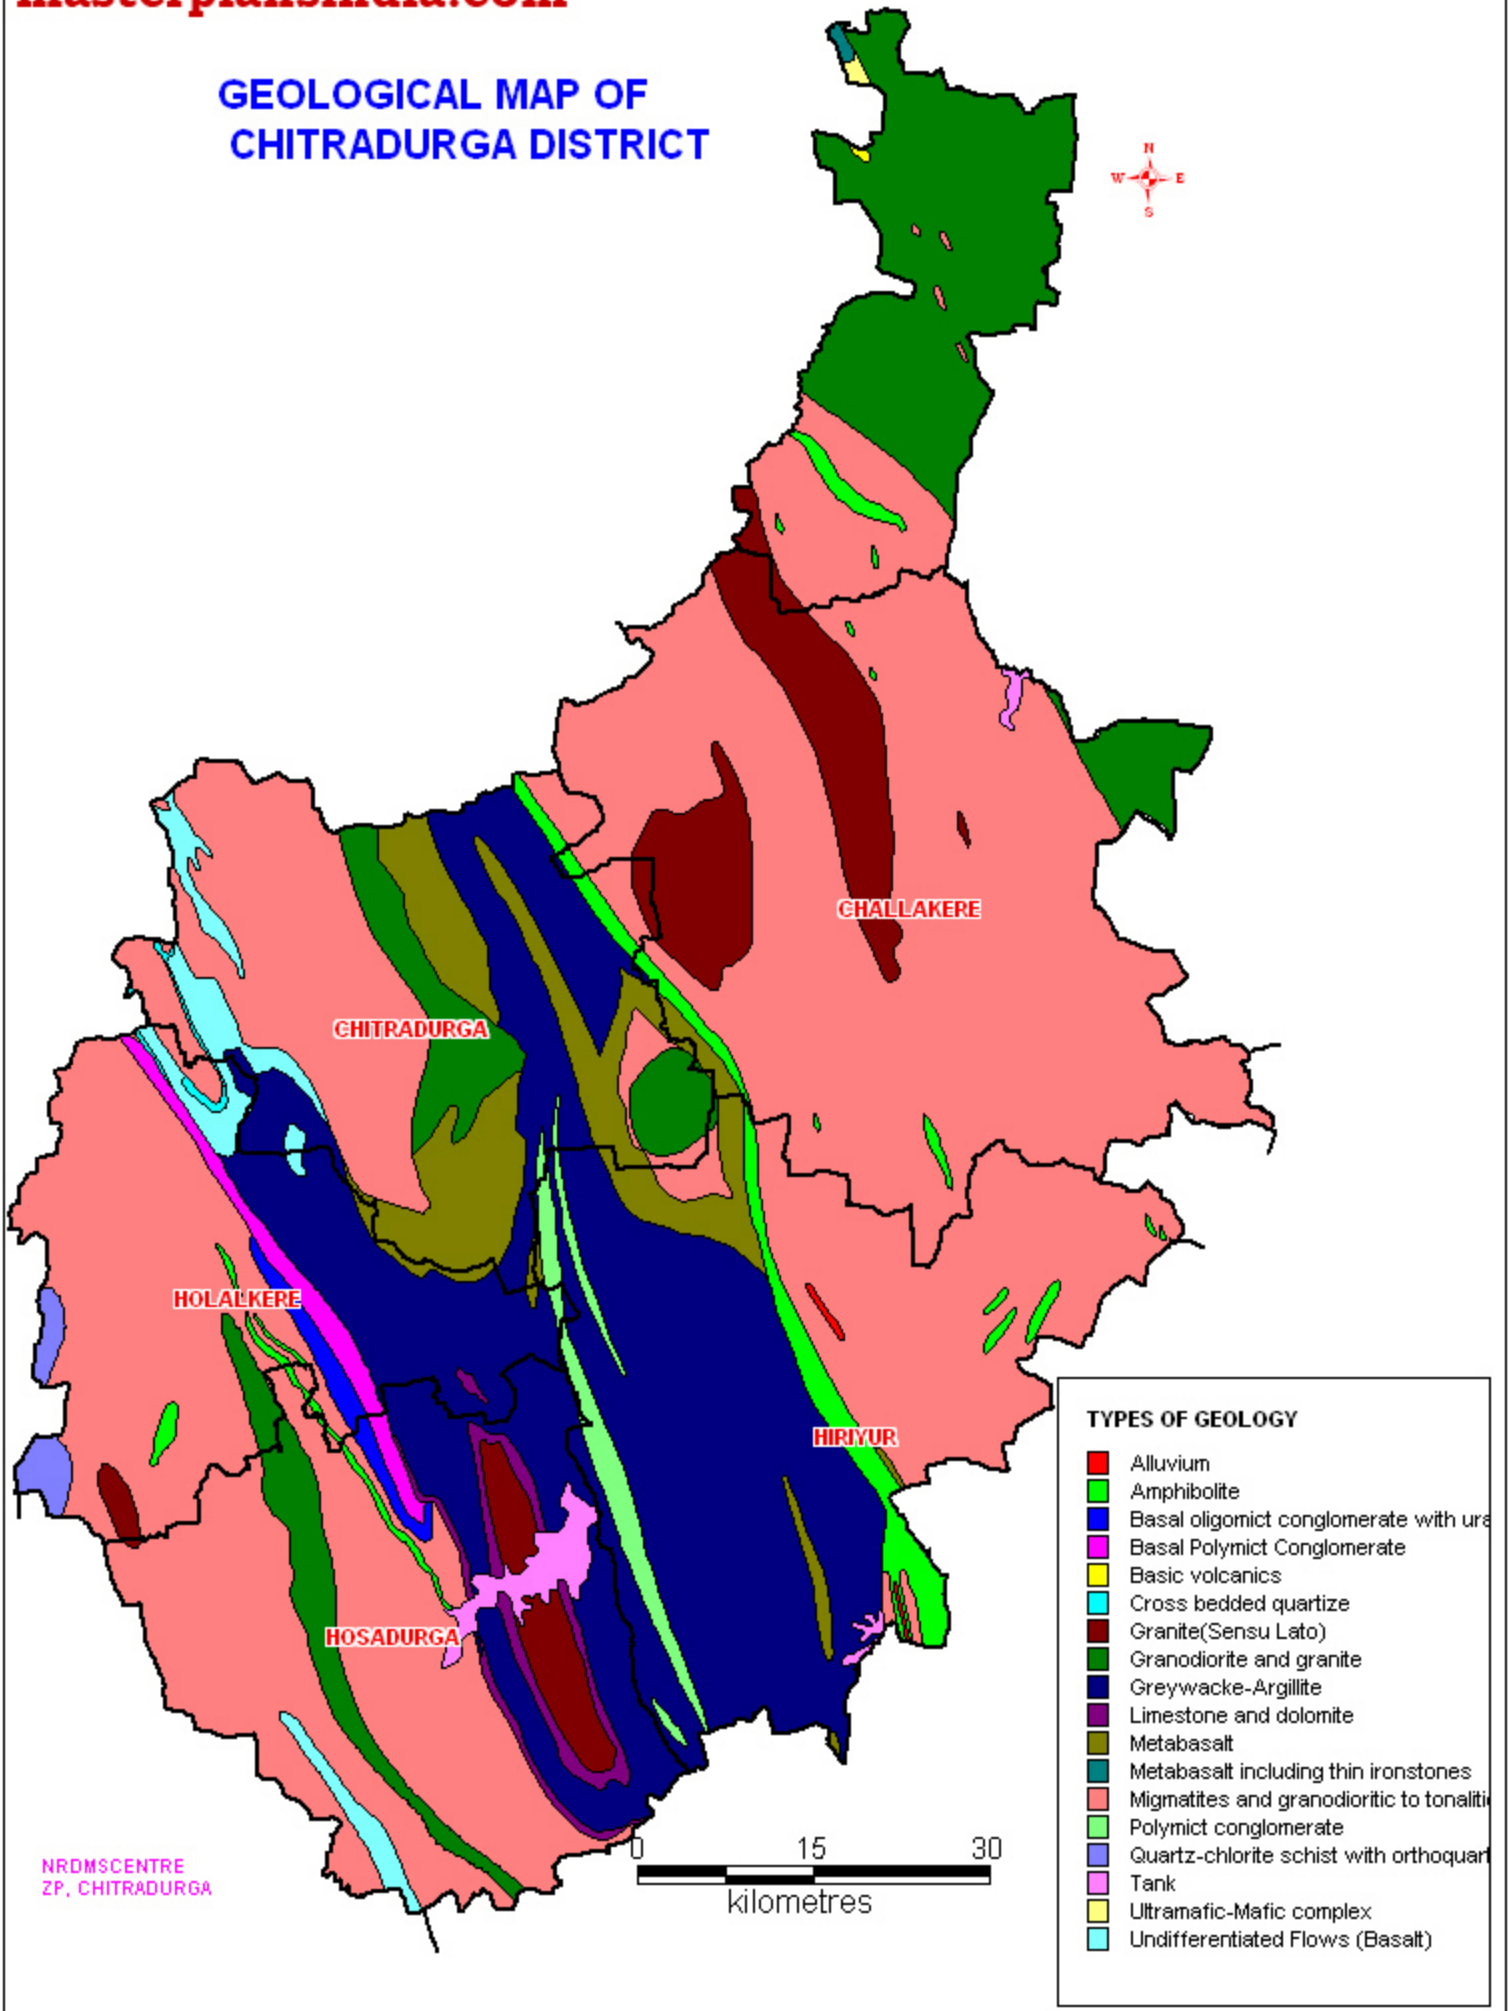 masterplansindia.com
GEOLOGICAL MAP OF
CHITRADURGA DISTRICT
N
W E
S
CHALLAKERE
CHITRADURGA
HOLALKERE
HIRIYUR
HOSADURGA
TYPES OF GEOLOGY
Alluvium
Amphibolite
Basal oligomict conglomerate with ura
Basal Polymict Conglomerate
Basic volcanics
Cross bedded quartize
Granite(Sensu Lato)
Granodiorite and granite
Greywacke-Argillite
Limestone and dolomite
Metabasalt
Metabasalt including thin ironstones
Migmatites and granodioritic to tonaliti
Polymict conglomerate
Quartz-chlorite schist with orthoquart
Tank
Ultramafic-Mafic complex
Undifferentiated Flows (Basalt)
0 15 30
kilometres
NRDMSCENTRE
ZP, CHITRADURGA